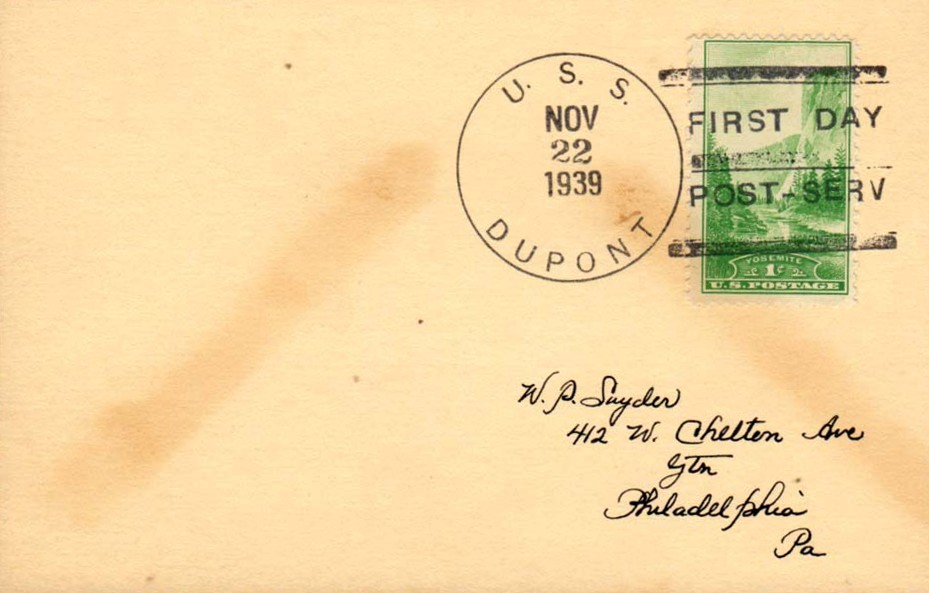 U. S. S.
NOV
22
1939
DUPONT
FIRST DAY
POST-SERV
YOSEMITE
1¢
U.S. POSTAGE
W. P. Snyder
412 W. Chelten Ave
Gtn
Philadelphia
Pa